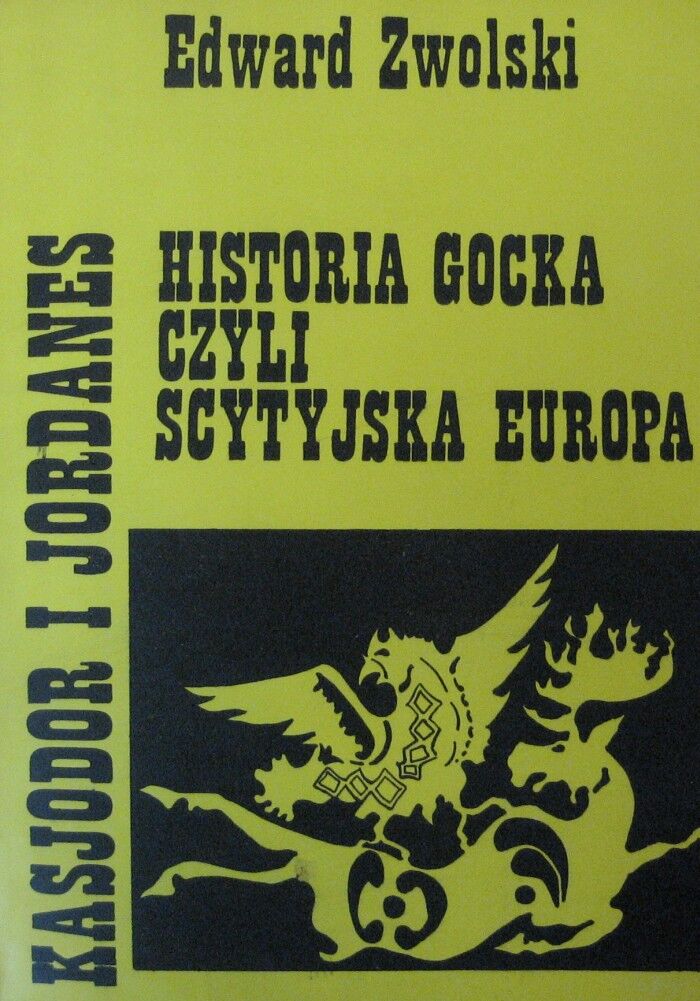 Edward Zwolski
KASJODOR I JORDANES
HISTORIA GOCKA
CZYLI
SCYTYJSKA EUROPA